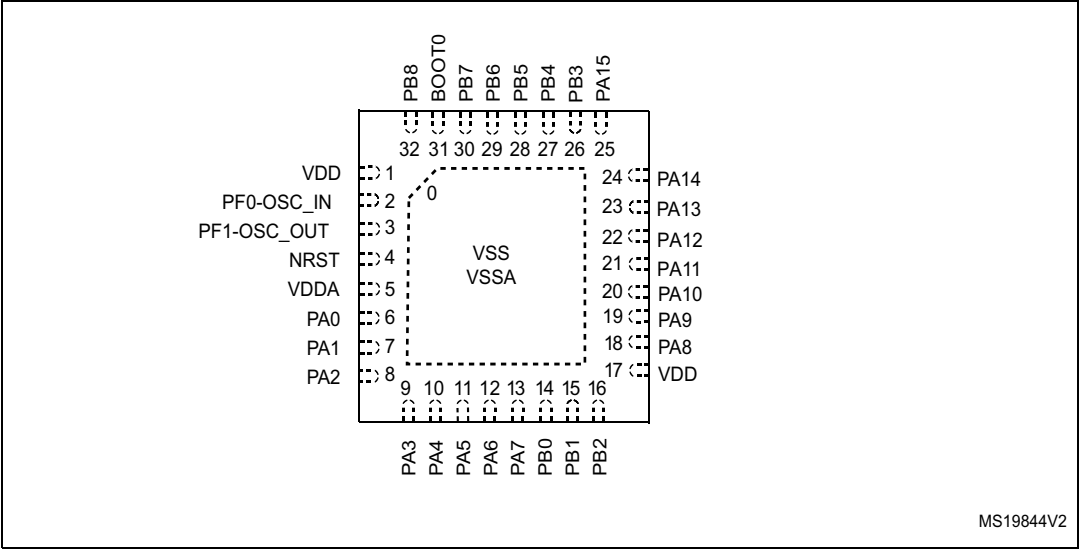 PB8 BOOT0 PB7 PB6 PB5 PB4 PB3 PA15
32 31 30 29 28 27 26 25
VDD 1
PF0-OSC_IN 2
PF1-OSC_OUT 3
NRST 4
VDDA 5
PA0 6
PA1 7
PA2 8
0
VSS
VSSA
24 PA14
23 PA13
22 PA12
21 PA11
20 PA10
19 PA9
18 PA8
17 VDD
9 10 11 12 13 14 15 16
PA3 PA4 PA5 PA6 PA7 PB0 PB1 PB2
MS19844V2